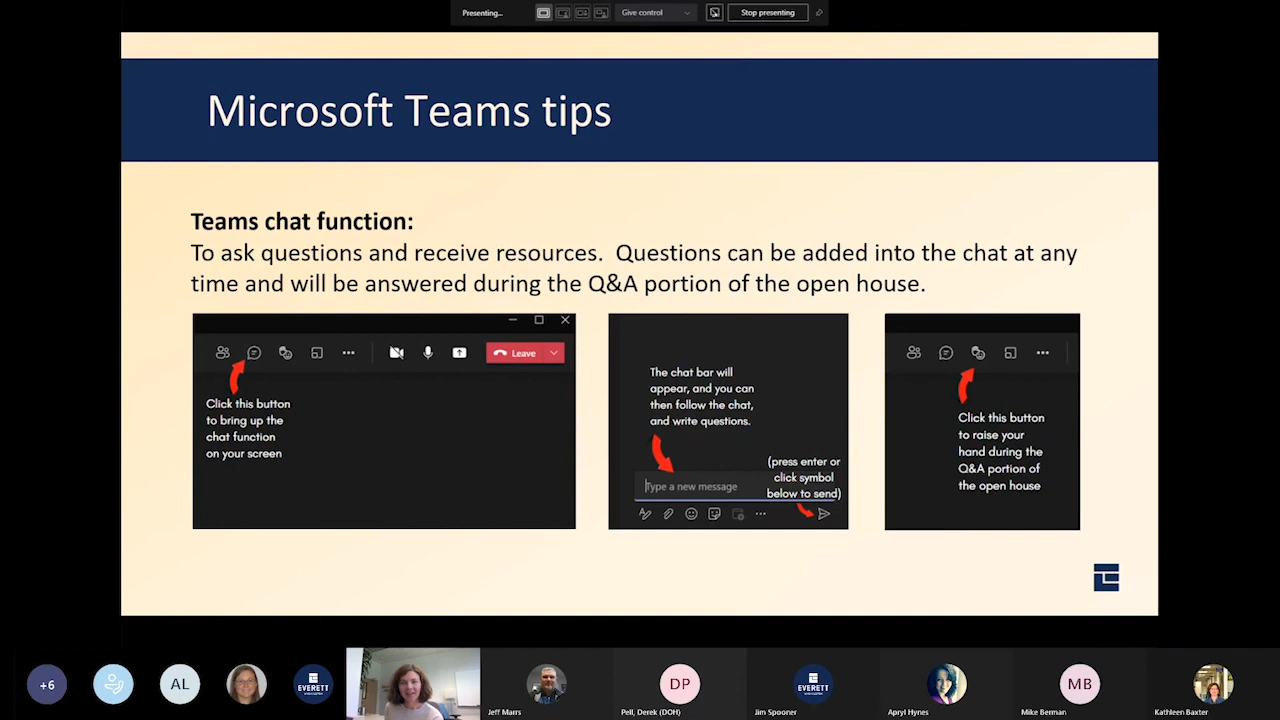 Presenting...
Give control
Stop presenting
Microsoft Teams tips
Teams chat function:
To ask questions and receive resources. Questions can be added into the chat at any
time and will be answered during the Q&A portion of the open house.
Leave
Click this button
to bring up the
chat function
on your screen
The chat bar will
appear, and you can
then follow the chat,
and write questions.
(press enter or
click symbol
below to send)
Type a new message
Click this button
to raise your
hand during the
Q&A portion of
the open house
+6
AL
EVERETT
Jeff Marrs
DP
Pell, Derek (DOH)
EVERETT
Jim Spooner
Apryl Hynes
MB
Mike Berman
Kathleen Baxter